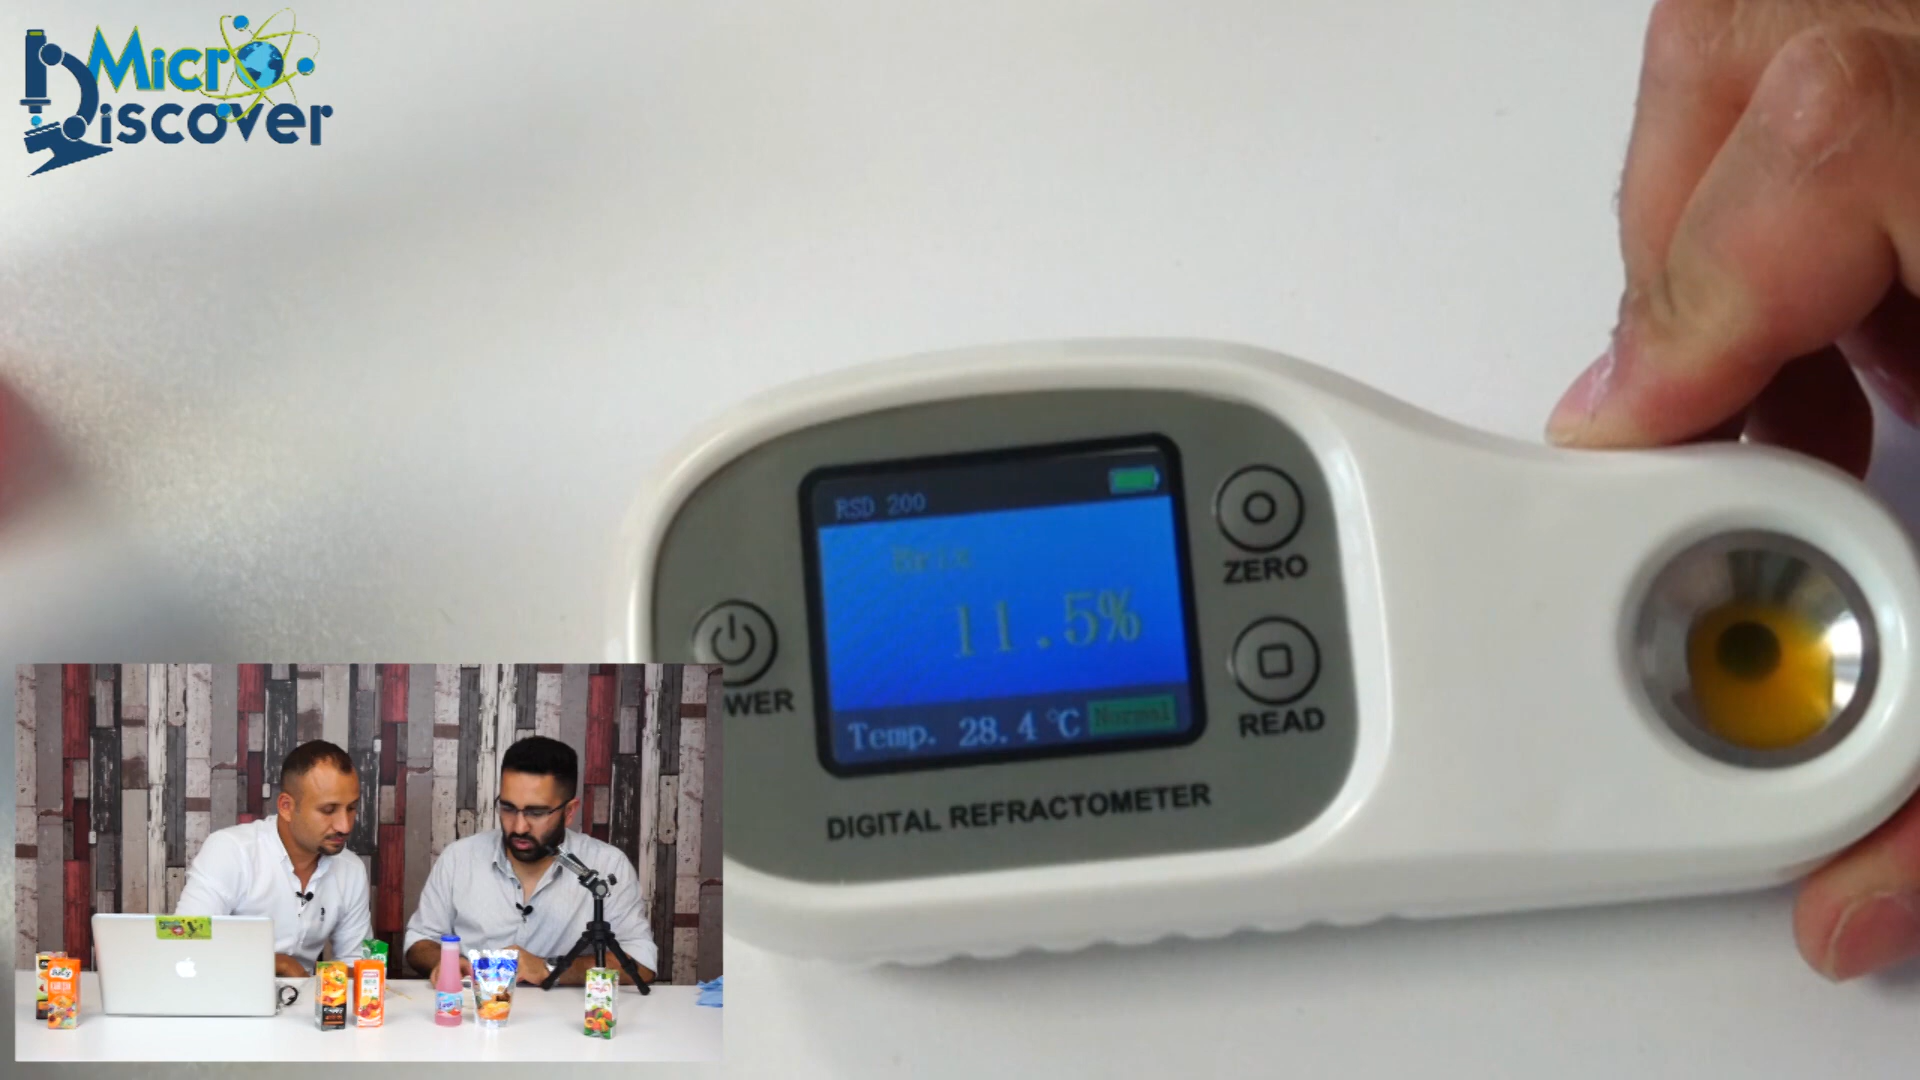 Micro
Discover
RSD 200
Brix
11.5%
Temp. 28.4 ℃ Normal
ZERO
READ
WER
DIGITAL REFRACTOMETER